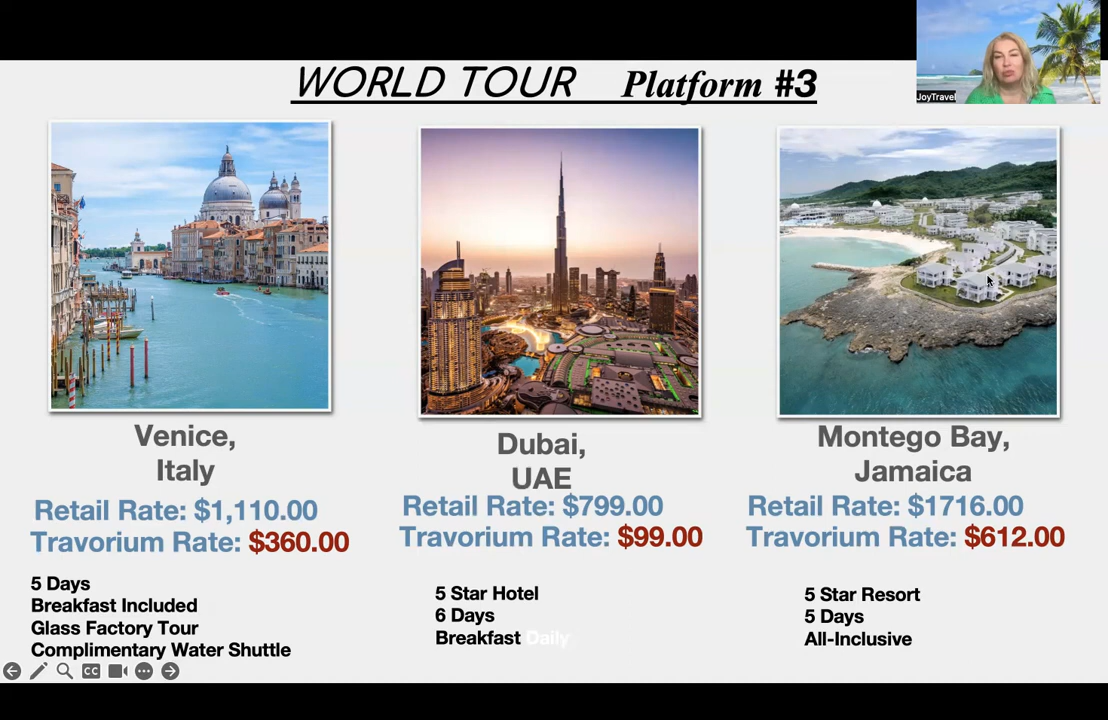 WORLD TOUR Platform #3
JoyTravel
Venice,
Italy
Retail Rate: $1,110.00
Travorium Rate: $360.00
5 Days
Breakfast Included
Glass Factory Tour
Complimentary Water Shuttle
Dubai,
UAE
Retail Rate: $799.00
Travorium Rate: $99.00
5 Star Hotel
6 Days
Breakfast Daily
Montego Bay,
Jamaica
Retail Rate: $1716.00
Travorium Rate: $612.00
5 Star Resort
5 Days
All-Inclusive
CC